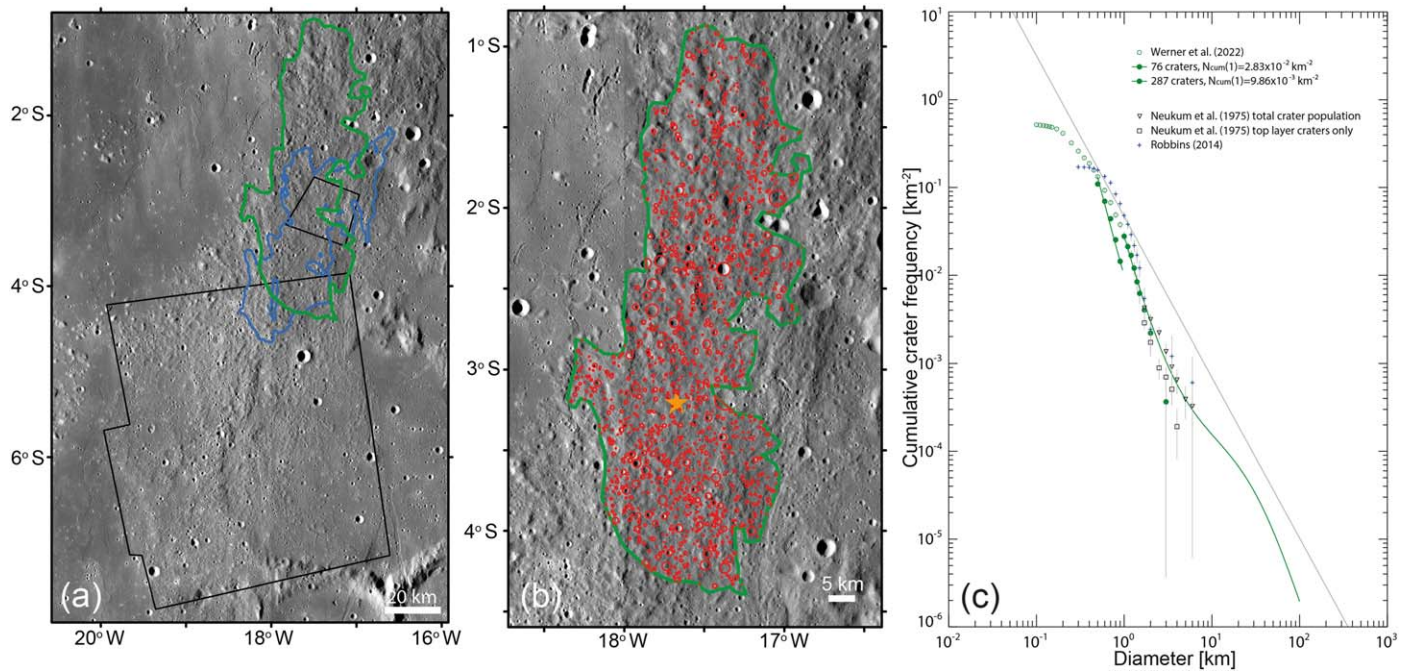 2°S
4°S
6°S
(a)
20 km
20°W
18°W
16°W
1°S
2°S
3°S
4°S
(b)
5 km
18°W
17°W
Cumulative crater frequency [km⁻²]
10¹
10⁰
10⁻¹
10⁻²
10⁻³
10⁻⁴
10⁻⁵
10⁻⁶
Werner et al. (2022)
76 craters, Ncum(1)=2.83x10⁻² km⁻²
287 craters, Ncum(1)=9.86x10⁻³ km⁻²
Neukum et al. (1975) total crater population
Neukum et al. (1975) top layer craters only
Robbins (2014)
(c)
10⁻² 10⁻¹ 10⁰ 10¹ 10² 10³
Diameter [km]